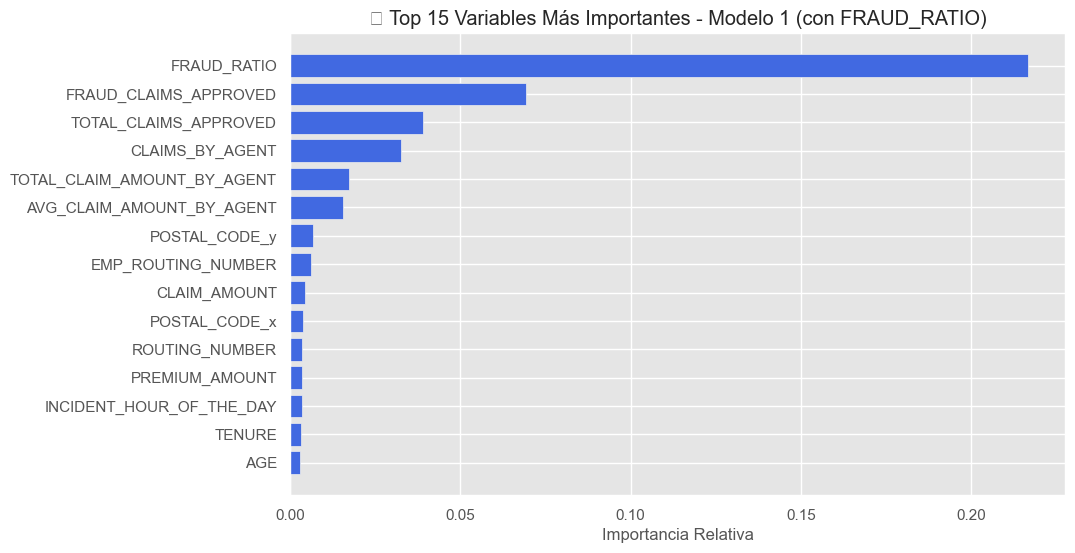 Top 15 Variables Más Importantes - Modelo 1 (con FRAUD_RATIO)
FRAUD_RATIO
FRAUD_CLAIMS_APPROVED
TOTAL_CLAIMS_APPROVED
CLAIMS_BY_AGENT
TOTAL_CLAIM_AMOUNT_BY_AGENT
AVG_CLAIM_AMOUNT_BY_AGENT
POSTAL_CODE_y
EMP_ROUTING_NUMBER
CLAIM_AMOUNT
POSTAL_CODE_x
ROUTING_NUMBER
PREMIUM_AMOUNT
INCIDENT_HOUR_OF_THE_DAY
TENURE
AGE
0.00 0.05 0.10 0.15 0.20
Importancia Relativa